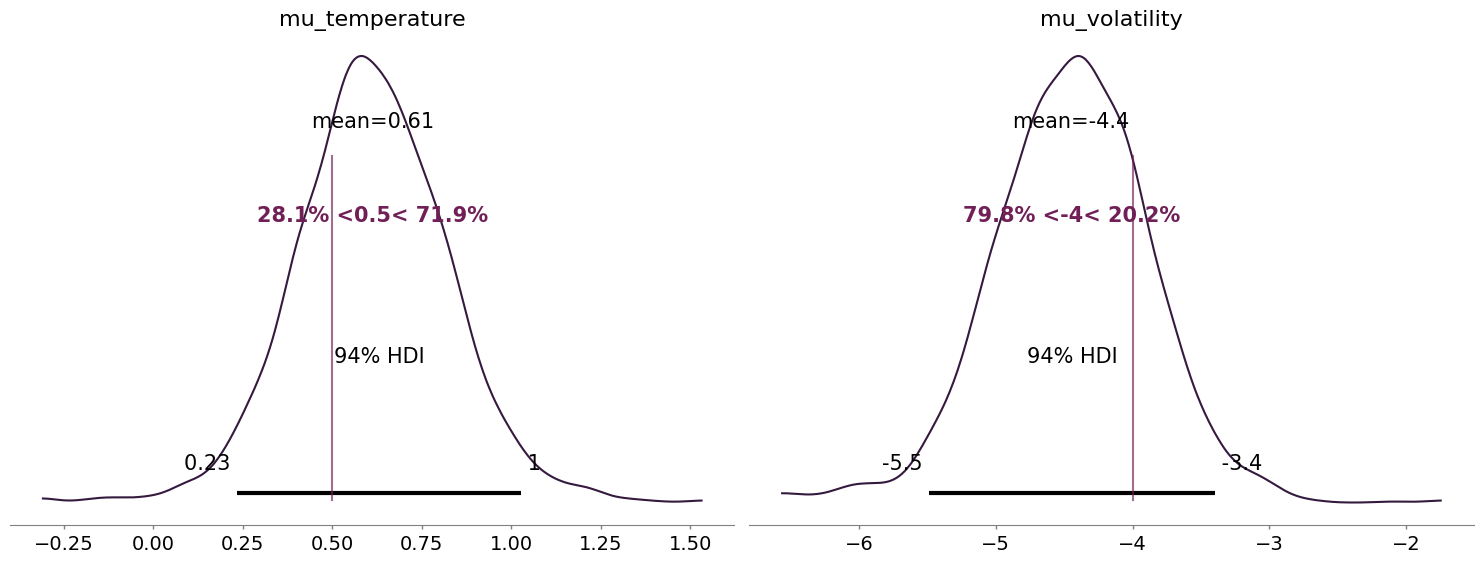 mu_temperature
mean=0.61
28.1% <0.5< 71.9%
94% HDI
0.23
1
−0.25 0.00 0.25 0.50 0.75 1.00 1.25 1.50
mu_volatility
mean=-4.4
79.8% <-4< 20.2%
94% HDI
-5.5
-3.4
−6 −5 −4 −3 −2